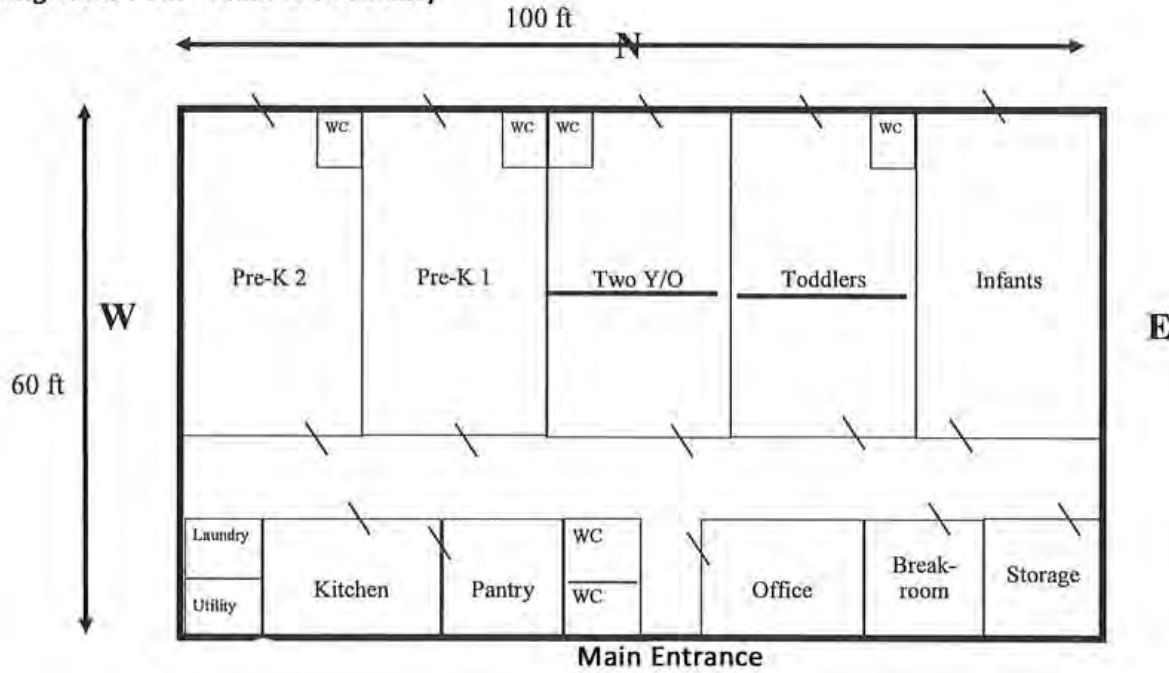 100 ft
N
WC
WC
WC
WC
Pre-K 2
Pre-K 1
Two Y/O
Toddlers
Infants
W
E
60 ft
Laundry
Utility
Kitchen
Pantry
WC
WC
Office
Break-
room
Storage
Main Entrance